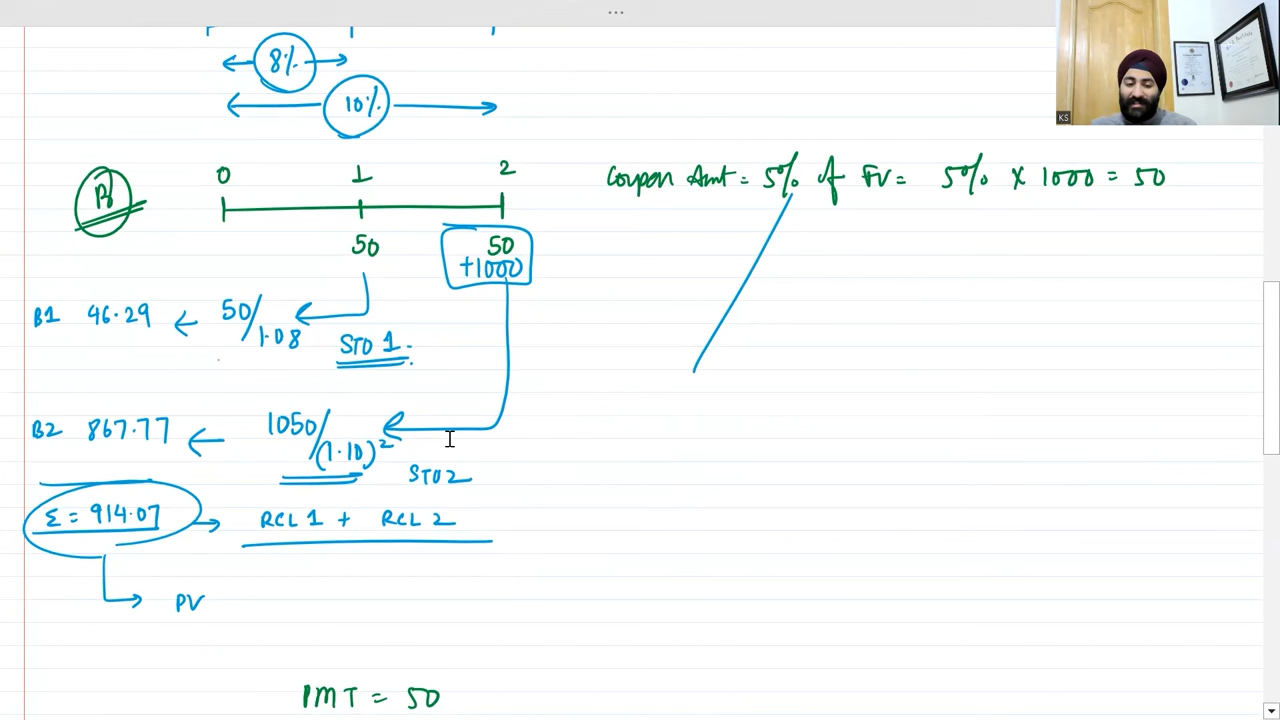 8%
10%
B 0 1 2
Coupon Amt = 5% of FV = 5% x 1000 = 50
50 50
+1000
B1 46.29 ← 50/1.08
STO 1
B2 867.77 ← 1050/(1.10)²
STO2
Σ = 914.07 → RCL 1 + RCL 2
PV
PMT = 50
KS